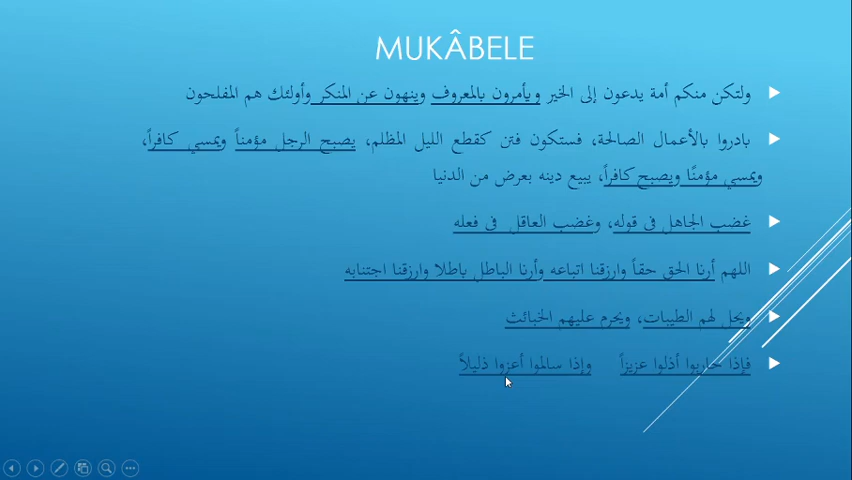 MUKÂBELE
ولتكن منكم أمة يدعون إلى الخير ويأمرون بالمعروف وينهون عن المنكر وأولئك هم المفلحون
بادروا بالأعمال الصالحة، فستكون فتن كقطع الليل المظلم، يصبح الرجل مؤمناً ويمسي كافراً،
ويمسي مؤمنًا ويصبح كافراً، يبيع دينه بعرض من الدنيا
غضب الجاهل في قوله، وغضب العاقل في فعله
اللهم أرنا الحق حقاً وارزقنا اتباعه وأرنا الباطل باطلا وارزقنا اجتنابه
ويحل لهم الطيبات، ويحرم عليهم الخبائث
فإذا حاربوا أذلوا عزيزاً وإذا سالموا أعزوا ذليلاً